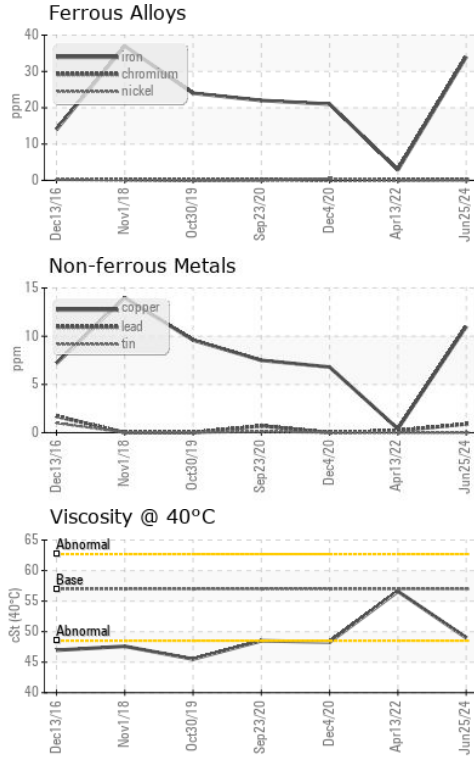 Ferrous Alloys
40
30
20
10
0
ppm
iron
chromium
nickel
Dec13/16
Nov1/18
Oct30/19
Sep23/20
Dec4/20
Apr13/22
Jun25/24
Non-ferrous Metals
15
10
5
0
ppm
copper
lead
tin
Dec13/16
Nov1/18
Oct30/19
Sep23/20
Dec4/20
Apr13/22
Jun25/24
Viscosity @ 40°C
65
60
55
50
45
40
cSt (40°C)
Abnormal
Base
Abnormal
Dec13/16
Nov1/18
Oct30/19
Sep23/20
Dec4/20
Apr13/22
Jun25/24